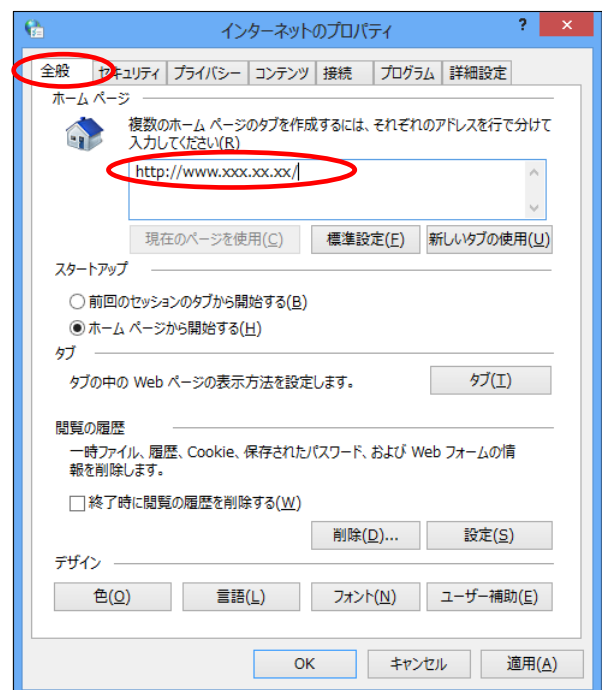 インターネットのプロパティ ? ×
全般 セキュリティ プライバシー コンテンツ 接続 プログラム 詳細設定
ホーム ページ
複数のホーム ページのタブを作成するには、それぞれのアドレスを行で分けて
入力してください(R)
http://www.xxx.xx.xx/
現在のページを使用(C) 標準設定(F) 新しいタブの使用(U)
スタートアップ
前回のセッションのタブから開始する(B)
ホーム ページから開始する(H)
タブ
タブの中の Web ページの表示方法を設定します。 タブ(T)
閲覧の履歴
一時ファイル、履歴、Cookie、保存されたパスワード、および Web フォームの情
報を削除します。
終了時に閲覧の履歴を削除する(W)
削除(D)... 設定(S)
デザイン
色(O) 言語(L) フォント(N) ユーザー補助(E)
OK キャンセル 適用(A)